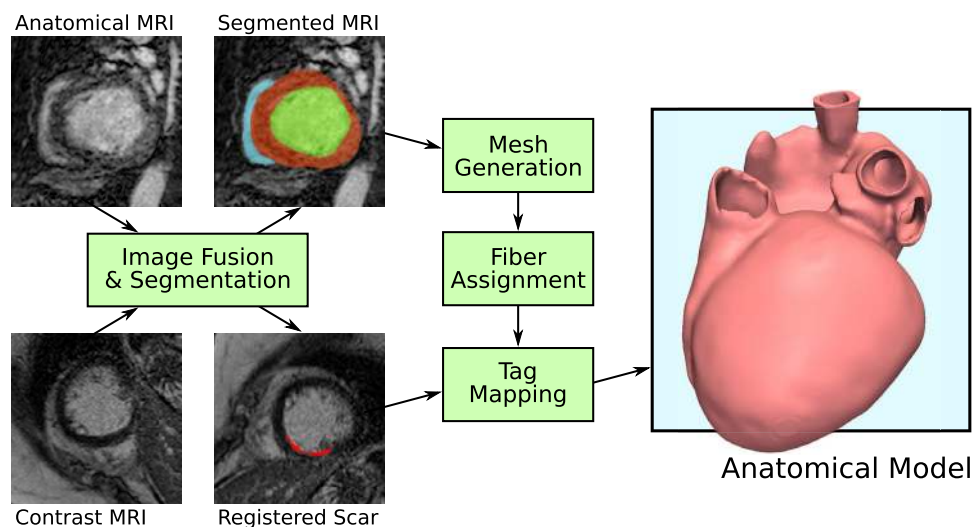 Anatomical MRI
Segmented MRI
Mesh
Generation
Image Fusion
& Segmentation
Fiber
Assignment
Tag
Mapping
Anatomical Model
Contrast MRI
Registered Scar